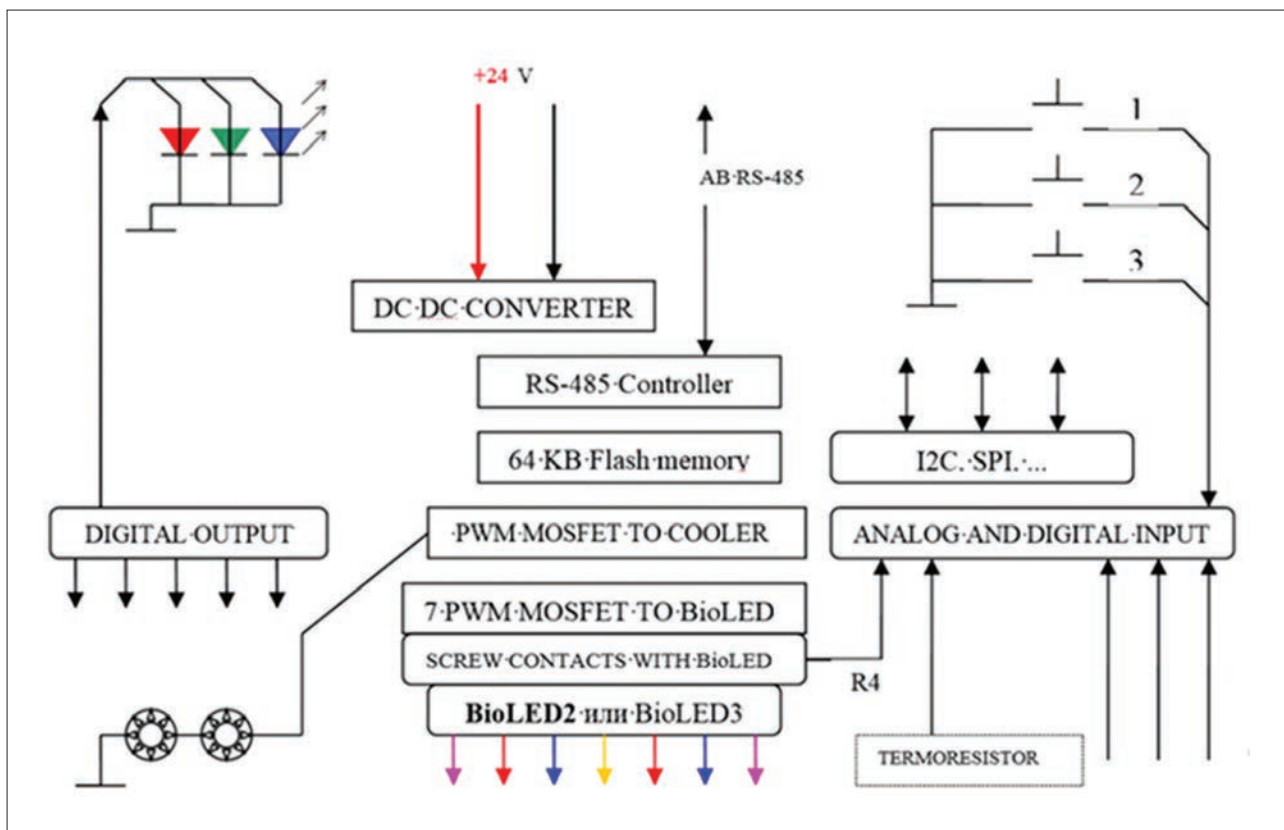 +24 V
1
AB·RS-485
2
3
DC·DC·CONVERTER
RS-485·Controller
64·KB·Flash·memory
I2C.·SPI.·...
DIGITAL·OUTPUT
·PWM·MOSFET·TO·COOLER
ANALOG·AND·DIGITAL·INPUT
7·PWM·MOSFET·TO·BioLED
SCREW·CONTACTS·WITH·BioLED
R4
BioLED2·или·BioLED3
TERMORESISTOR